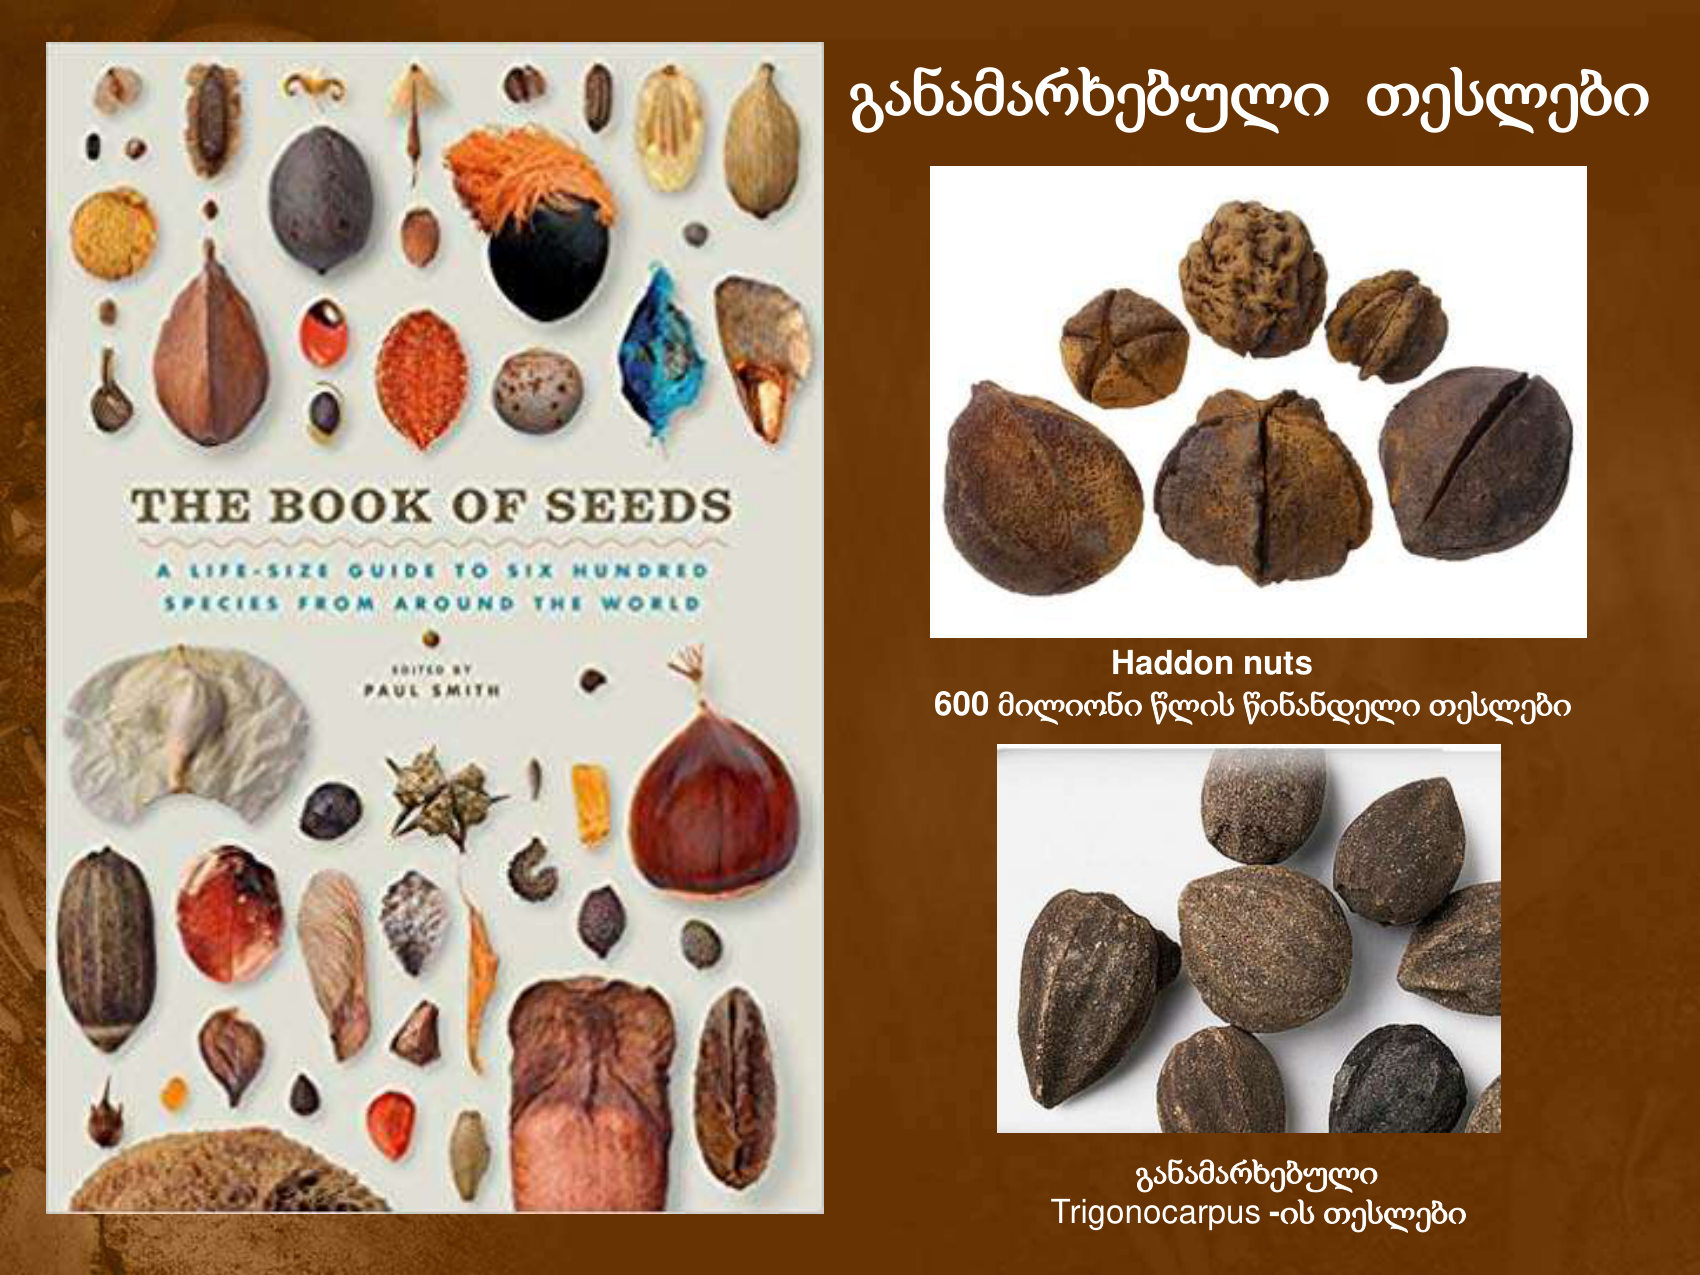 განამარხებული თესლები
THE BOOK OF SEEDS
A LIFE-SIZE GUIDE TO SIX HUNDRED
SPECIES FROM AROUND THE WORLD
EDITED BY
PAUL SMITH
Haddon nuts
600 მილიონი წლის წინანდელი თესლები
განამარხებული
Trigonocarpus -ის თესლები